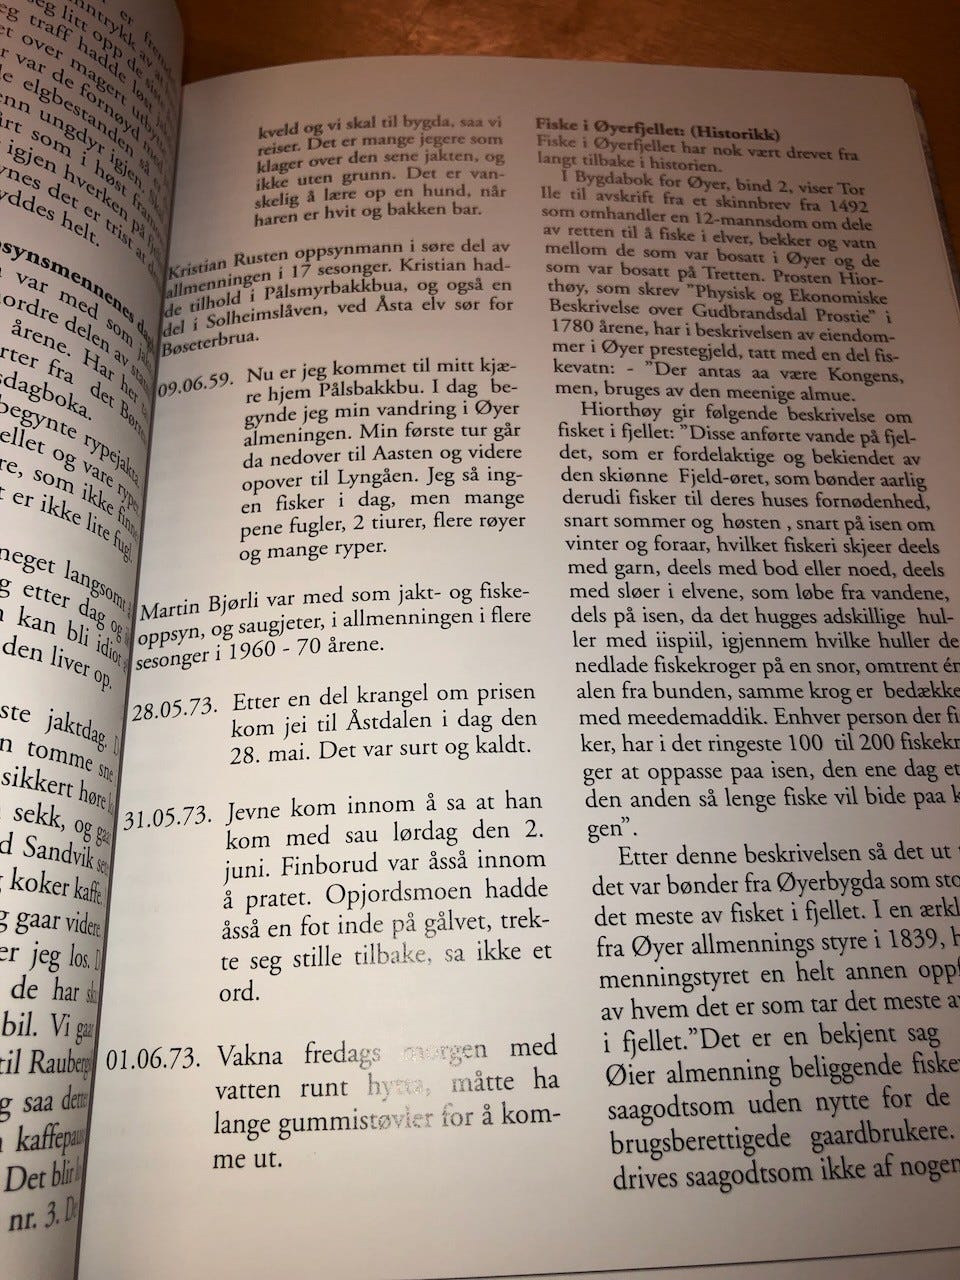 kveld og vi skal til bygda, saa vi
reiser. Det er mange jegere som
klager over den sene jakten, og
ikke uten grunn. Det er van-
skelig å lære op en hund, når
haren er hvit og bakken bar.
Kristian Rusten oppsynmann i søre del av
allmenningen i 17 sesonger. Kristian had-
de tilhold i Pålsmyrbakkbua, og også en
del i Solheimslåven, ved Åsta elv sør for
Bøseterbrua.
09.06.59. Nu er jeg kommet til mitt kjæ-
re hjem Pålsbakkbu. I dag be-
gynde jeg min vandring i Øyer
almeningen. Min første tur går
da nedover til Aasten og videre
opover til Lyngåen. Jeg så ing-
en fisker i dag, men mange
pene fugler, 2 tiurer, flere røyer
og mange ryper.
Martin Bjørli var med som jakt- og fiske-
oppsyn, og saugjeter, i allmenningen i flere
sesonger i 1960 - 70 årene.
28.05.73. Etter en del krangel om prisen
kom jei til Åstdalen i dag den
28. mai. Det var surt og kaldt.
31.05.73. Jevne kom innom å sa at han
kom med sau lørdag den 2.
juni. Finborud var åsså innom
å pratet. Opjordsmoen hadde
åsså en fot inde på gålvet, trek-
te seg stille tilbake, sa ikke et
ord.
01.06.73. Vakna fredags morgen med
vatten runt hytta, måtte ha
lange gummistøvler for å kom-
me ut.
Fiske i Øyerfjellet: (Historikk)
Fiske i Øyerfjellet har nok vært drevet fra
langt tilbake i historien.
I Bygdabok for Øyer, bind 2, viser Tor
Ile til avskrift fra et skinnbrev fra 1492
som omhandler en 12-mannsdom om dele
av retten til å fiske i elver, bekker og vatn
mellom de som var bosatt i Øyer og de
som var bosatt på Tretten. Prosten Hior-
thøy, som skrev "Physisk og Ekonomiske
Beskrivelse over Gudbrandsdal Prostie" i
1780 årene, har i beskrivelsen av eiendom-
mer i Øyer prestegjeld, tatt med en del fis-
kevatn: - "Der antas aa være Kongens,
men, bruges av den meenige almue.
Hiorthøy gir følgende beskrivelse om
fisket i fjellet: "Disse anførte vande på fjel-
det, som er fordelaktige og bekiendet av
den skiønne Fjeld-øret, som bønder aarlig
derudi fisker til deres huses fornødenhed,
snart sommer og høsten , snart på isen om
vinter og foraar, hvilket fiskeri skjeer deels
med garn, deels med bod eller noed, deels
med sløer i elvene, som løbe fra vandene,
dels på isen, da det hugges adskillige hul-
ler med iispiil, igjennem hvilke huller de
nedlade fiskekroger på en snor, omtrent én
alen fra bunden, samme krog er bedække
med meedemaddik. Enhver person der fi
ker, har i det ringeste 100 til 200 fiskekr
ger at oppasse paa isen, den ene dag et
den anden så lenge fiske vil bide paa k
gen".
Etter denne beskrivelsen så det ut
det var bønder fra Øyerbygda som sto
det meste av fisket i fjellet. I en ærkl
fra Øyer allmennings styre i 1839, h
menningstyret en helt annen oppf
av hvem det er som tar det meste a
i fjellet."Det er en bekjent sag
Øier almenning beliggende fiske
saagodtsom uden nytte for de
brugsberettigede gaardbrukere.
drives saagodtsom ikke af nogen